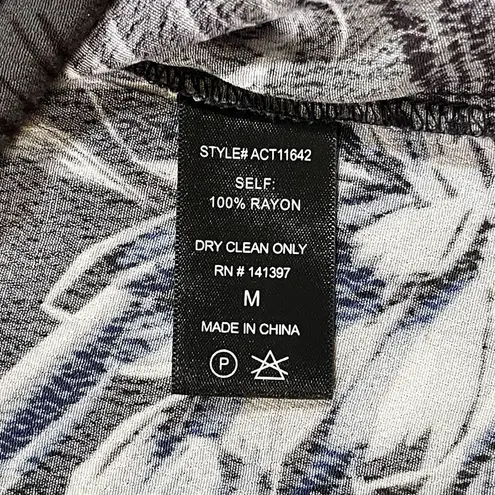 STYLE# ACT11642
SELF:
100% RAYON
DRY CLEAN ONLY
RN # 141397
M
MADE IN CHINA
P